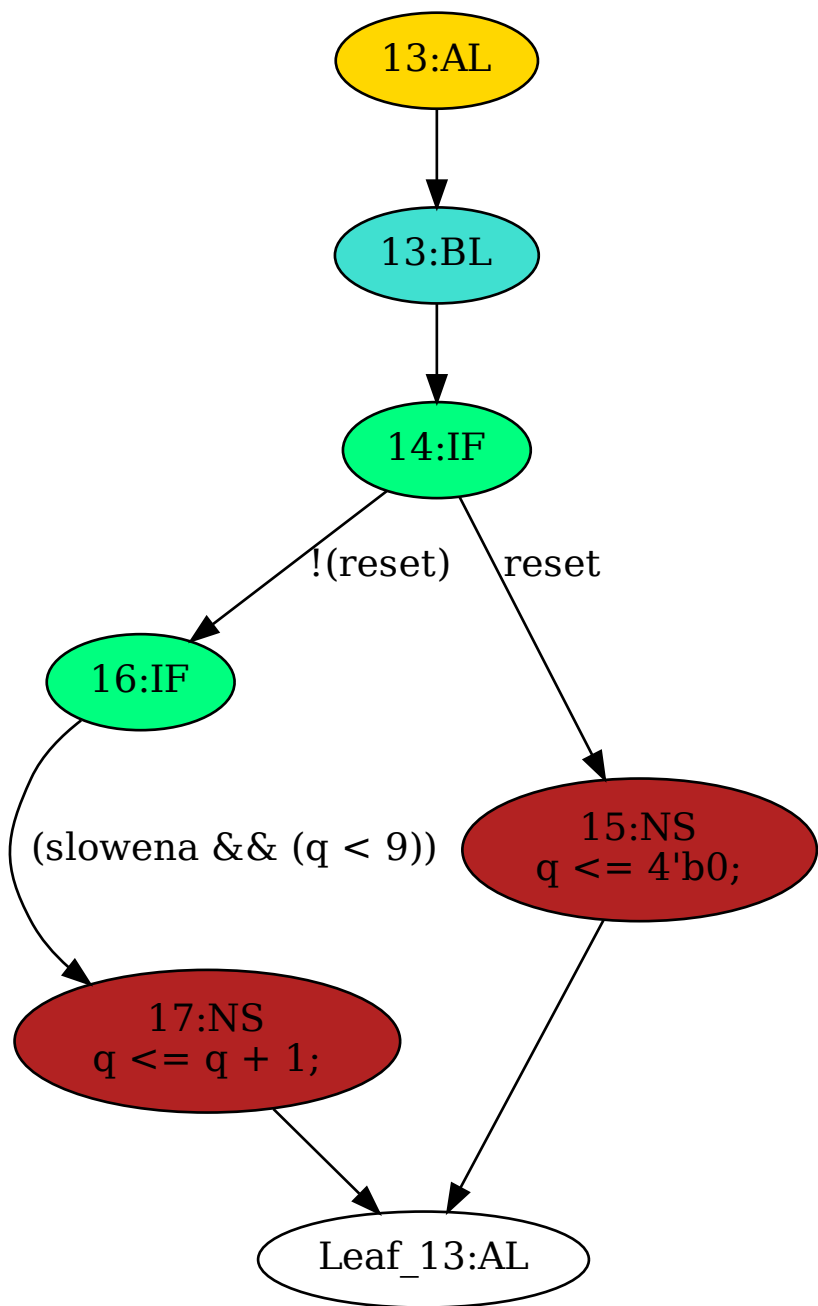 13:AL
13:BL
14:IF
!(reset)
reset
16:IF
(slowena && (q < 9))
15:NS
q <= 4'b0;
17:NS
q <= q + 1;
Leaf_13:AL